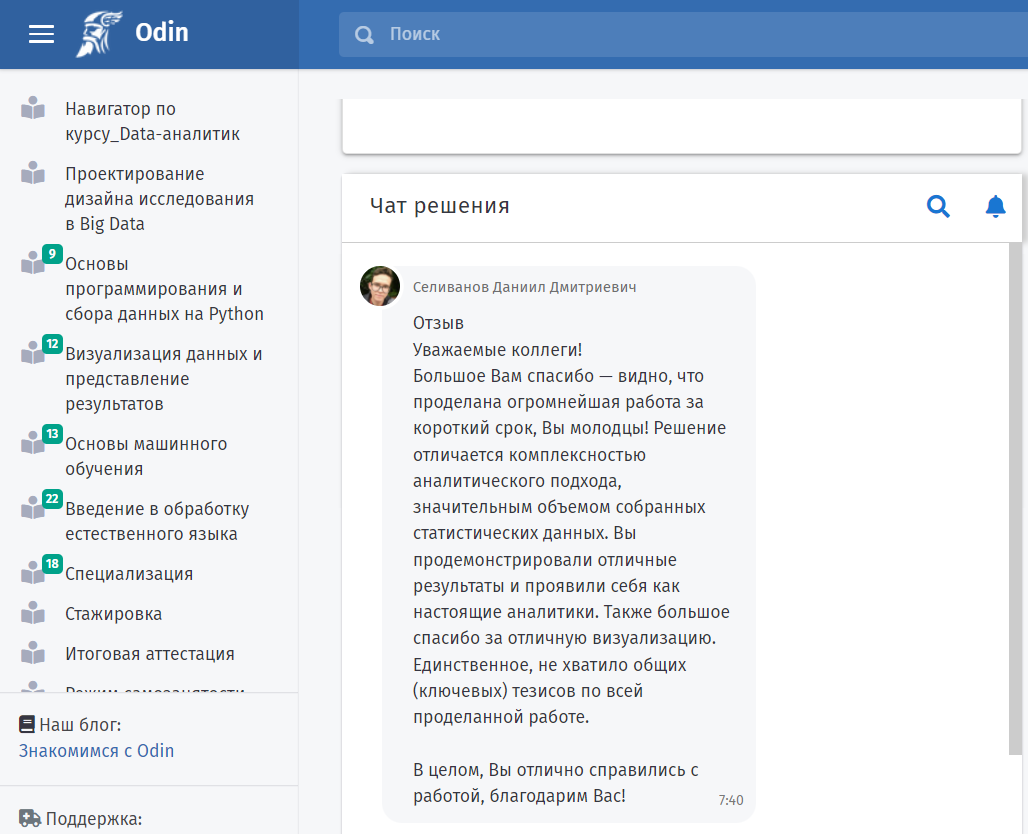 Odin
Поиск
Навигатор по
курсу_Data-аналитик
Проектирование
дизайна исследования
в Big Data
9
Основы
программирования и
сбора данных на Python
12
Визуализация данных и
представление
результатов
13
Основы машинного
обучения
22
Введение в обработку
естественного языка
18
Специализация
Стажировка
Итоговая аттестация
Режим самозанятости
Наш блог:
Знакомимся с Odin
Поддержка:
Чат решения
Селиванов Даниил Дмитриевич
Отзыв
Уважаемые коллеги!
Большое Вам спасибо — видно, что
проделана огромнейшая работа за
короткий срок, Вы молодцы! Решение
отличается комплексностью
аналитического подхода,
значительным объемом собранных
статистических данных. Вы
продемонстрировали отличные
результаты и проявили себя как
настоящие аналитики. Также большое
спасибо за отличную визуализацию.
Единственное, не хватило общих
(ключевых) тезисов по всей
проделанной работе.
В целом, Вы отлично справились с
работой, благодарим Вас!
7:40